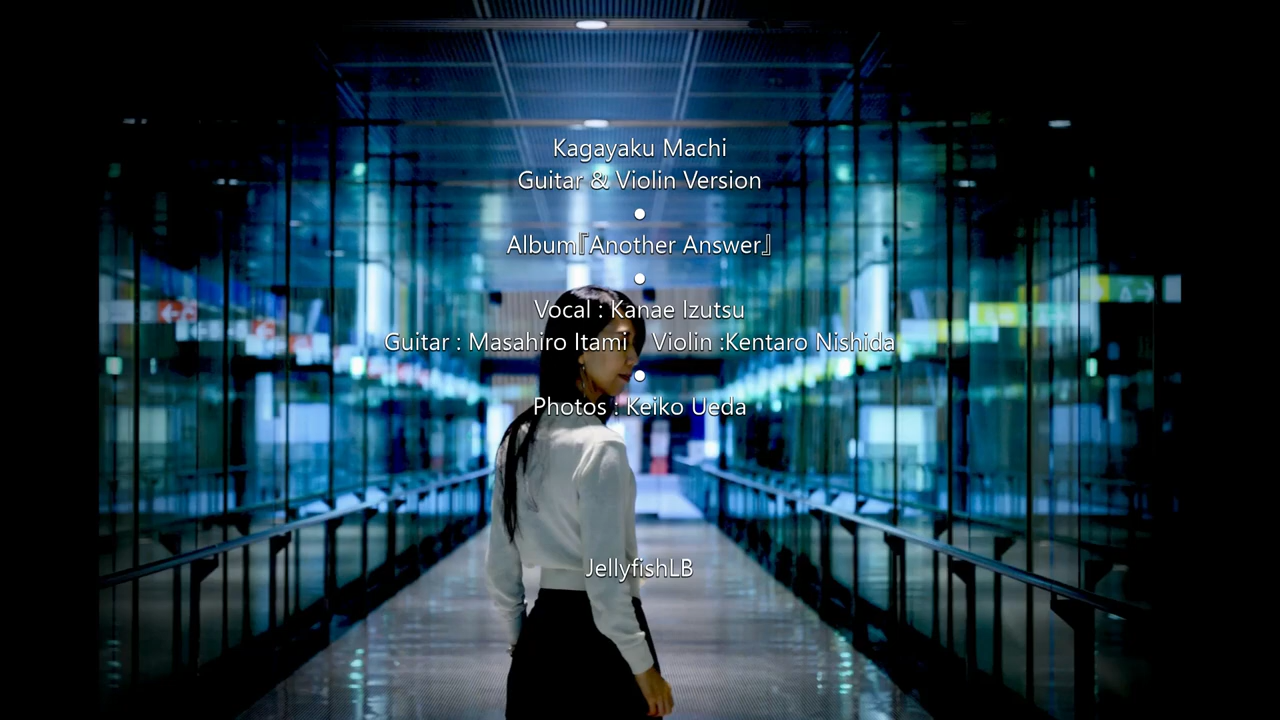 Kagayaku Machi
Guitar & Violin Version
●
Album『Another Answer』
●
Vocal : Kanae Izutsu
Guitar : Masahiro Itami　Violin :Kentaro Nishida
●
Photos : Keiko Ueda
JellyfishLB